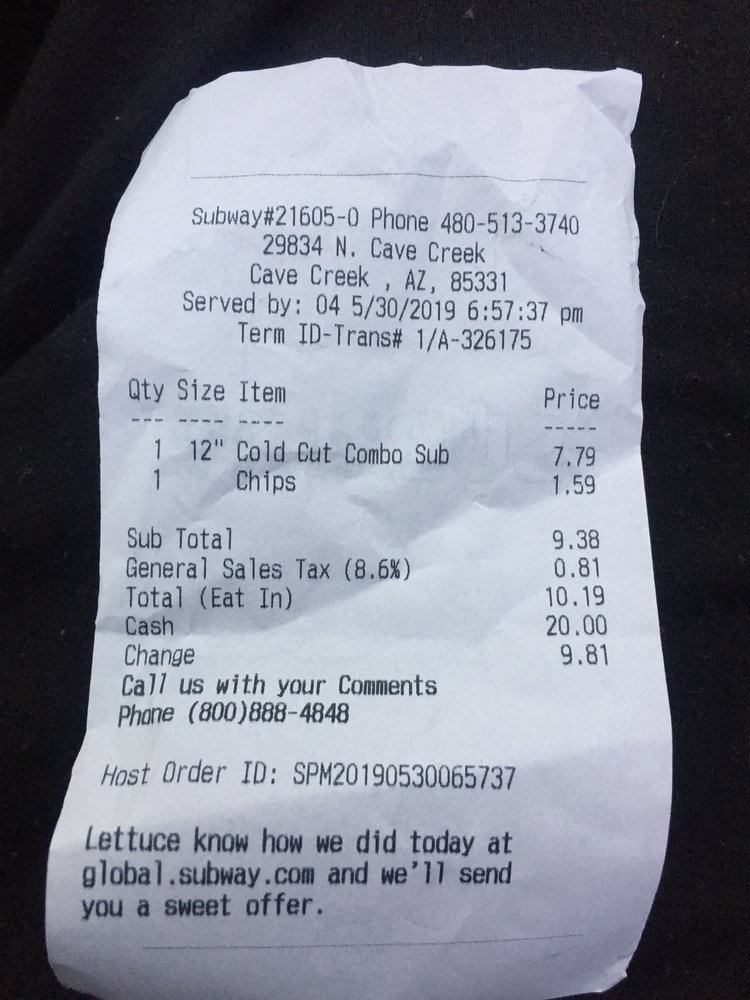 Subway#21605-0 Phone 480-513-3740
29834 N. Cave Creek
Cave Creek , AZ, 85331
Served by: 04 5/30/2019 6:57:37 pm
Term ID-Trans# 1/A-326175
Qty Size Item Price
--- ---- ---- -----
1 12" Cold Cut Combo Sub 7.79
1 Chips 1.59
Sub Total 9.38
General Sales Tax (8.6%) 0.81
Total (Eat In) 10.19
Cash 20.00
Change 9.81
Call us with your Comments
Phone (800)888-4848
Host Order ID: SPM20190530065737
Lettuce know how we did today at
global.subway.com and we'll send
you a sweet offer.